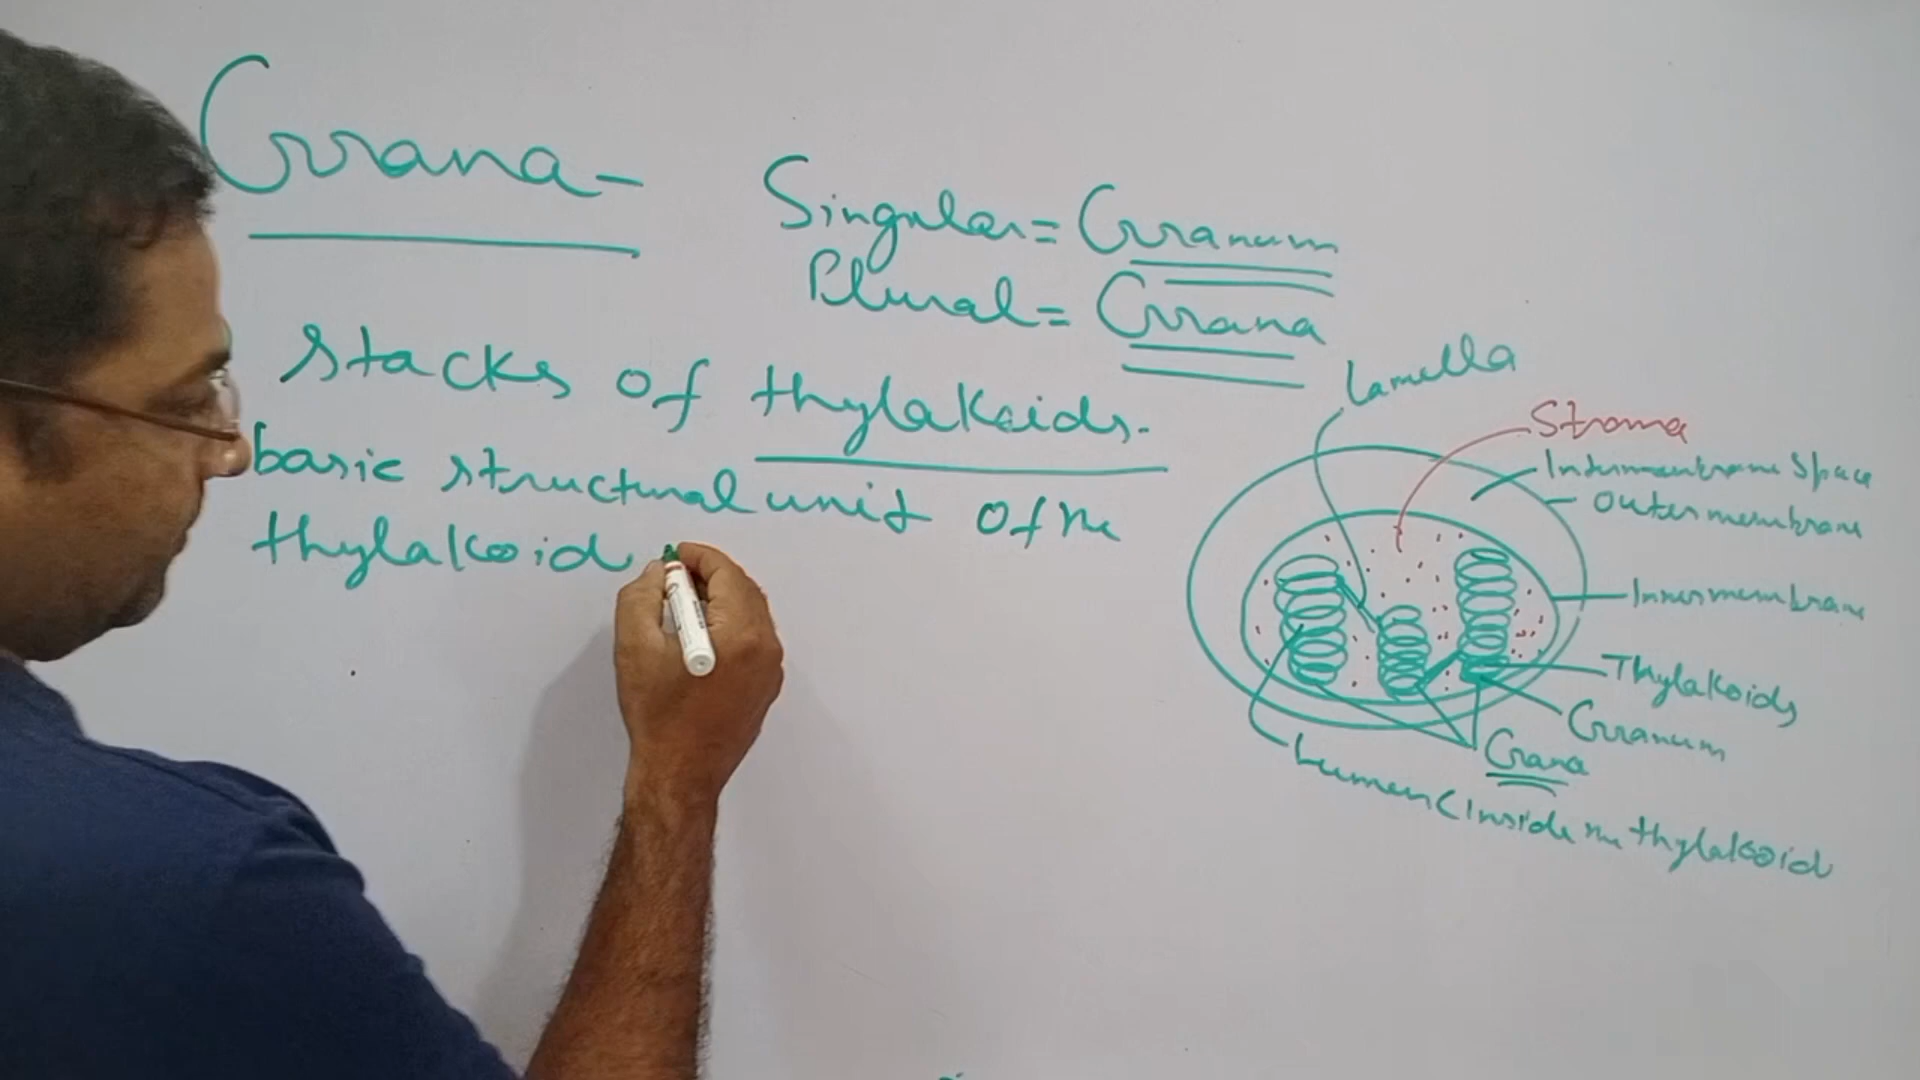 Grana-
Singular = Granum
Plural = Grana
Stacks of thylakoids.
basic structural unit of the
thylakoid
Lamella
Stroma
Intermembrane Space
Outer membrane
Inner membrane
Thylakoids
Granum
Grana
Lumen (inside the thylakoid